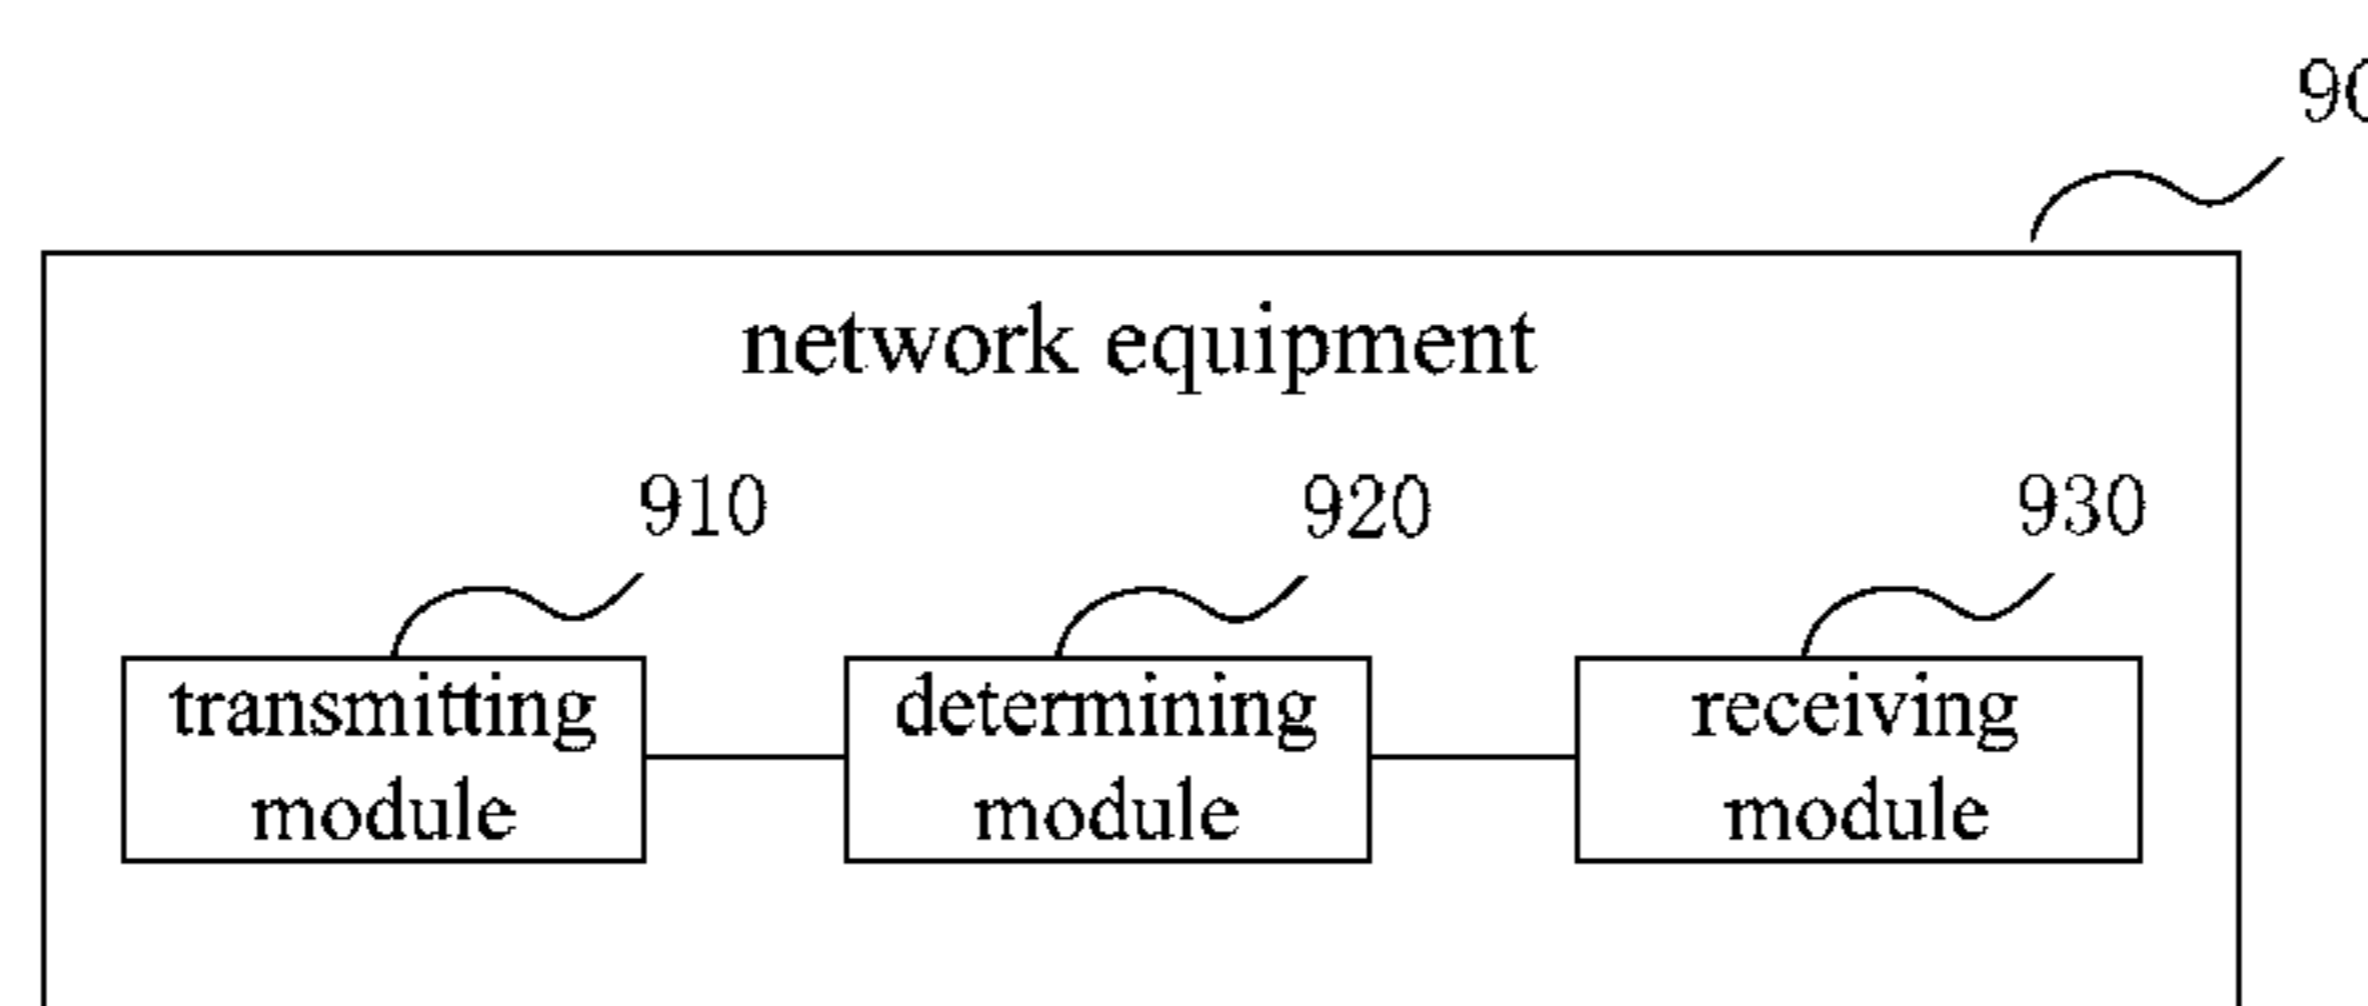 network equipment
910
920
930
transmitting
module
determining
module
receiving
module